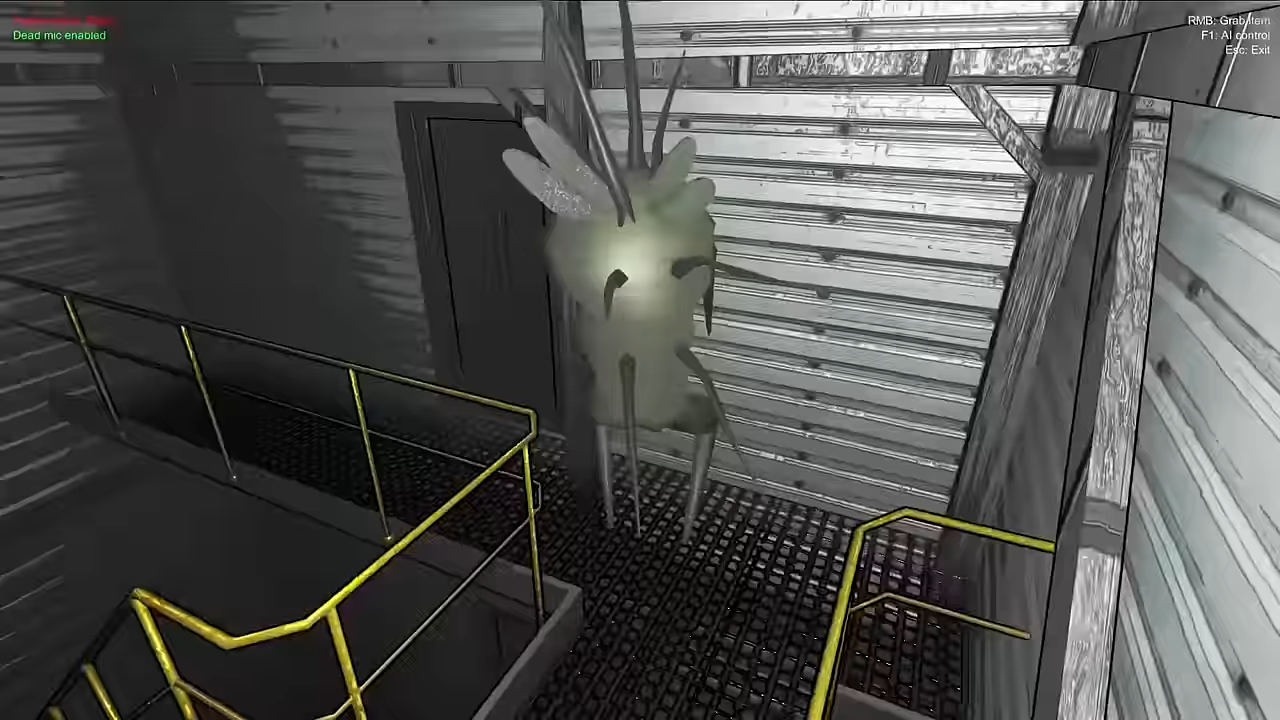 Dead mic enabled
RMB: Grab item
F1: AI control
Esc: Exit